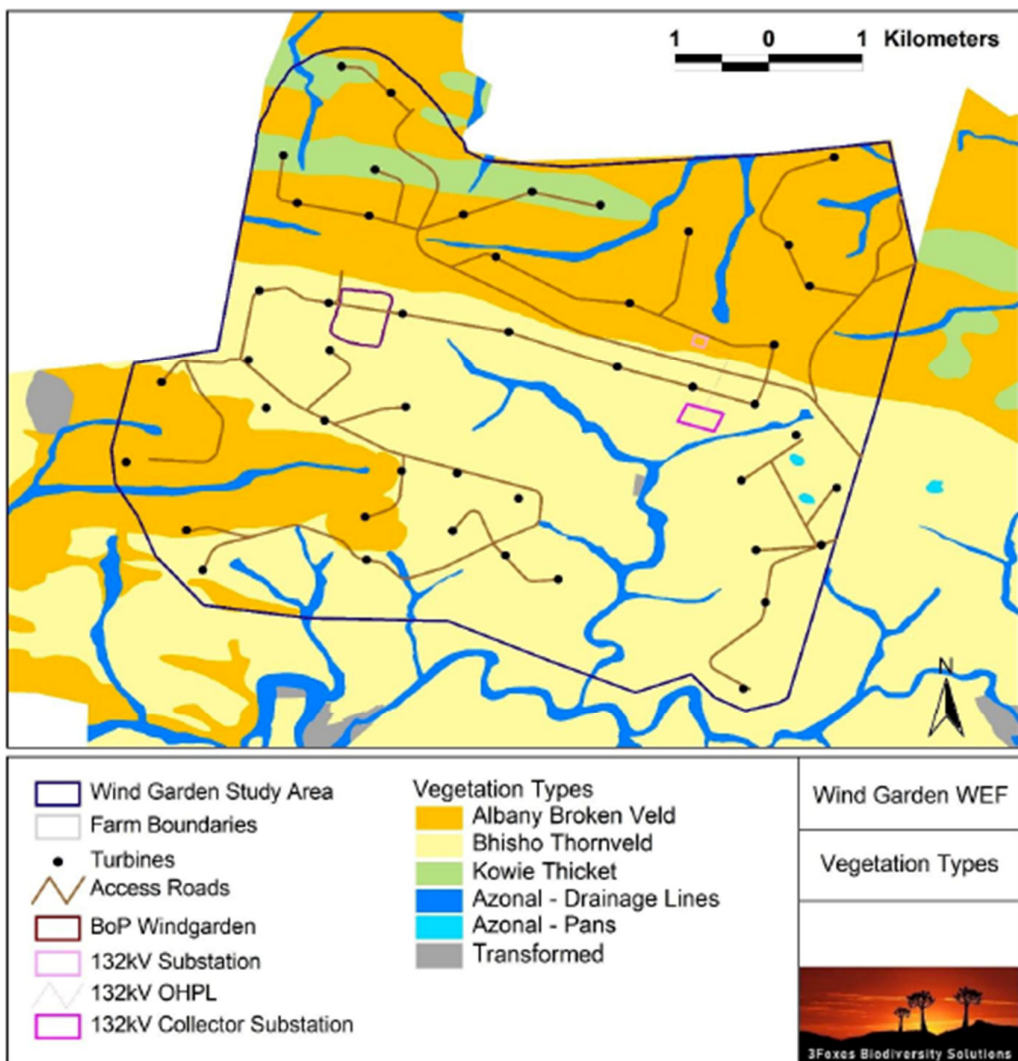 1 0 1 Kilometers
N
Wind Garden Study Area
Farm Boundaries
Turbines
Access Roads
BoP Windgarden
132kV Substation
132kV OHPL
132kV Collector Substation
Vegetation Types
Albany Broken Veld
Bhisho Thornveld
Kowie Thicket
Azonal - Drainage Lines
Azonal - Pans
Transformed
Wind Garden WEF
Vegetation Types
3Foxes Biodiversity Solutions